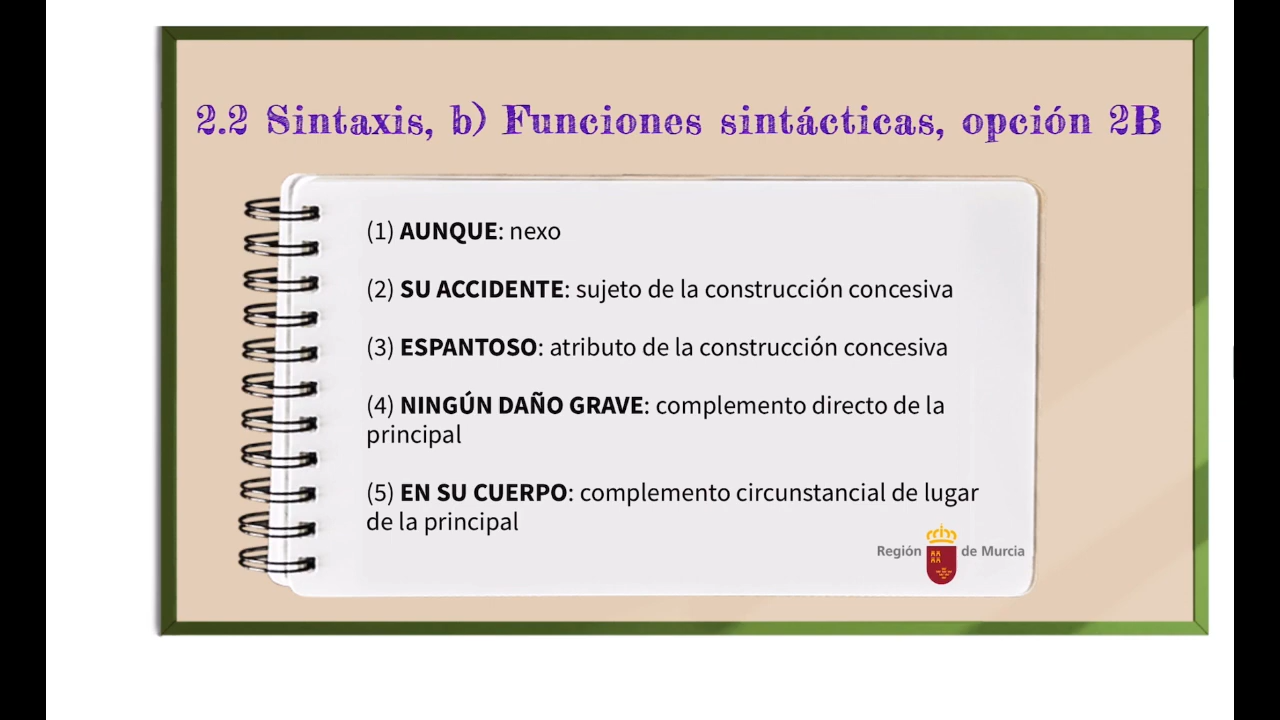 2.2 Sintaxis, b) Funciones sintácticas, opción 2B
(1) AUNQUE: nexo
(2) SU ACCIDENTE: sujeto de la construcción concesiva
(3) ESPANTOSO: atributo de la construcción concesiva
(4) NINGÚN DAÑO GRAVE: complemento directo de la
principal
(5) EN SU CUERPO: complemento circunstancial de lugar
de la principal
Región de Murcia